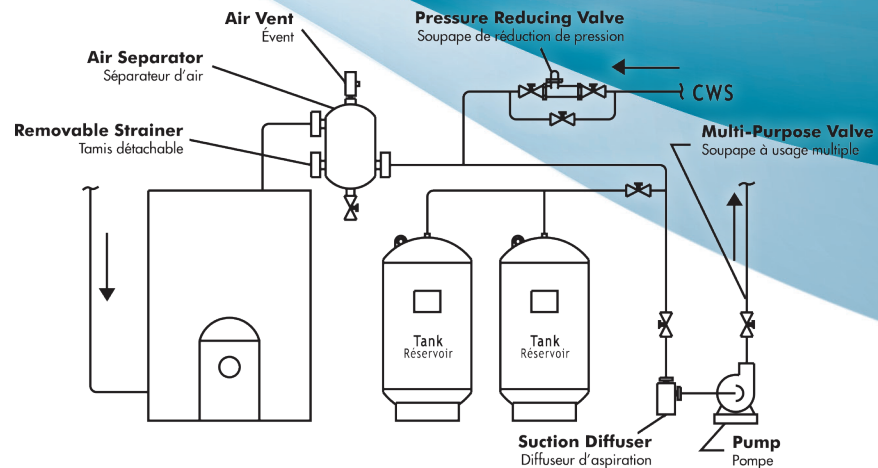 Air Vent
Évent
Pressure Reducing Valve
Soupape de réduction de pression
Air Separator
Séparateur d'air
CWS
Removable Strainer
Tamis détachable
Multi-Purpose Valve
Soupape à usage multiple
Tank
Réservoir
Tank
Réservoir
Suction Diffuser
Diffuseur d'aspiration
Pump
Pompe